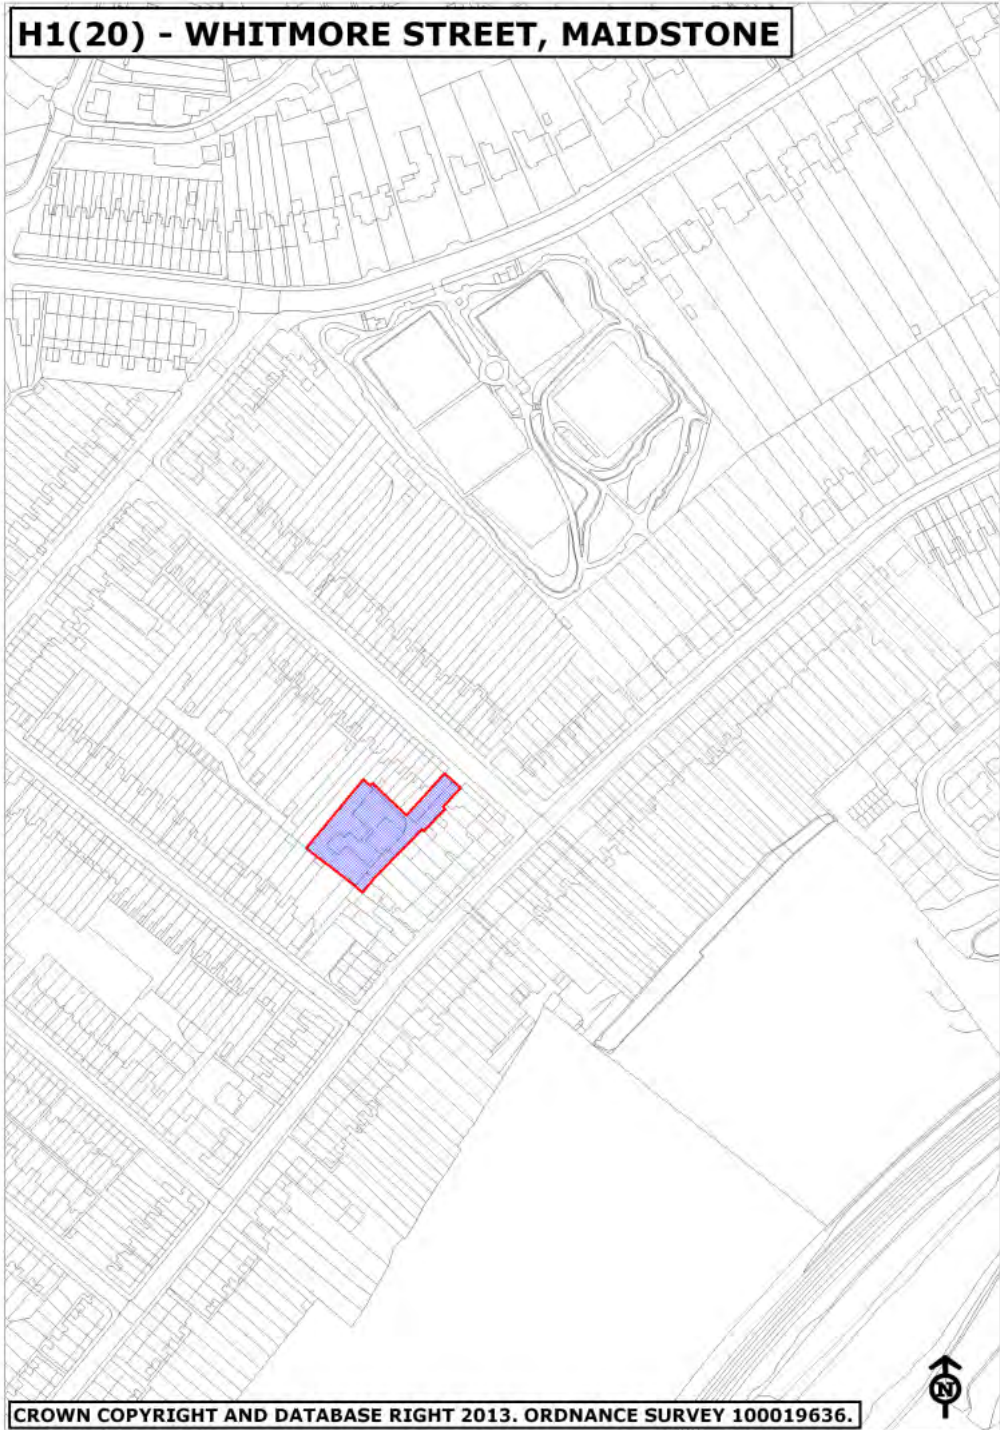 H1(20) - WHITMORE STREET, MAIDSTONE
N
CROWN COPYRIGHT AND DATABASE RIGHT 2013. ORDNANCE SURVEY 100019636.